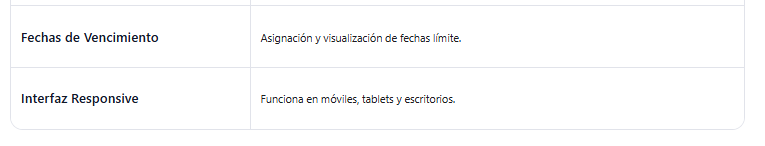 Fechas de Vencimiento
Asignación y visualización de fechas límite.
Interfaz Responsive
Funciona en móviles, tablets y escritorios.